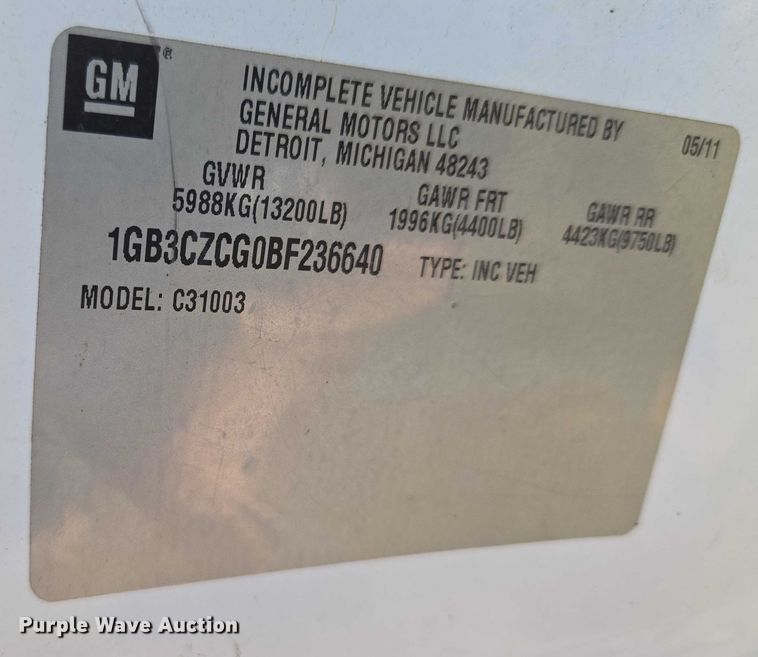 GM®
INCOMPLETE VEHICLE MANUFACTURED BY
GENERAL MOTORS LLC
DETROIT, MICHIGAN 48243
05/11
GVWR
5988KG(13200LB)
GAWR FRT
1996KG(4400LB)
GAWR RR
4423KG(9750LB)
1GB3CZCG0BF236640
TYPE: INC VEH
MODEL: C31003
Purple Wave Auction